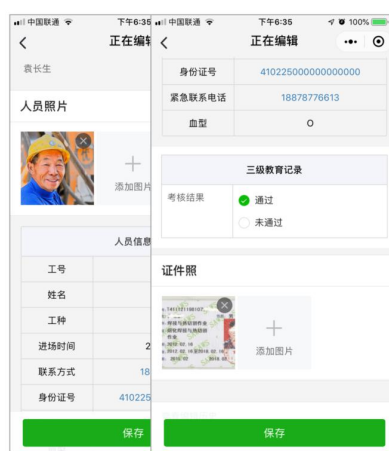 中国联通
下午6:35
正在编辑
袁长生
人员照片
添加图片
人员信息
工号
姓名
工种
进场时间 2
联系方式 18
身份证号 41022
保存
中国联通
下午6:35
100%
正在编辑
身份证号 410225000000000000
紧急联系电话 18878776613
血型 O
三级教育记录
考核结果
通过
未通过
证件照
添加图片
保存